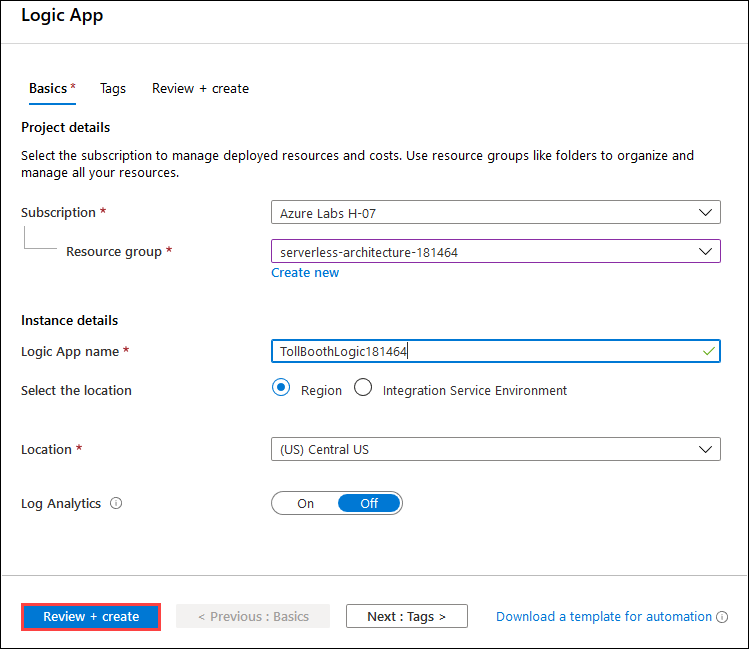 Logic App
Basics *
Tags
Review + create
Project details
Select the subscription to manage deployed resources and costs. Use resource groups like folders to organize and
manage all your resources.
Subscription *
Azure Labs H-07
Resource group *
serverless-architecture-181464
Create new
Instance details
Logic App name *
TollBoothLogic181464
Select the location
Region
Integration Service Environment
Location *
(US) Central US
Log Analytics
On
Off
Review + create
< Previous : Basics
Next : Tags >
Download a template for automation